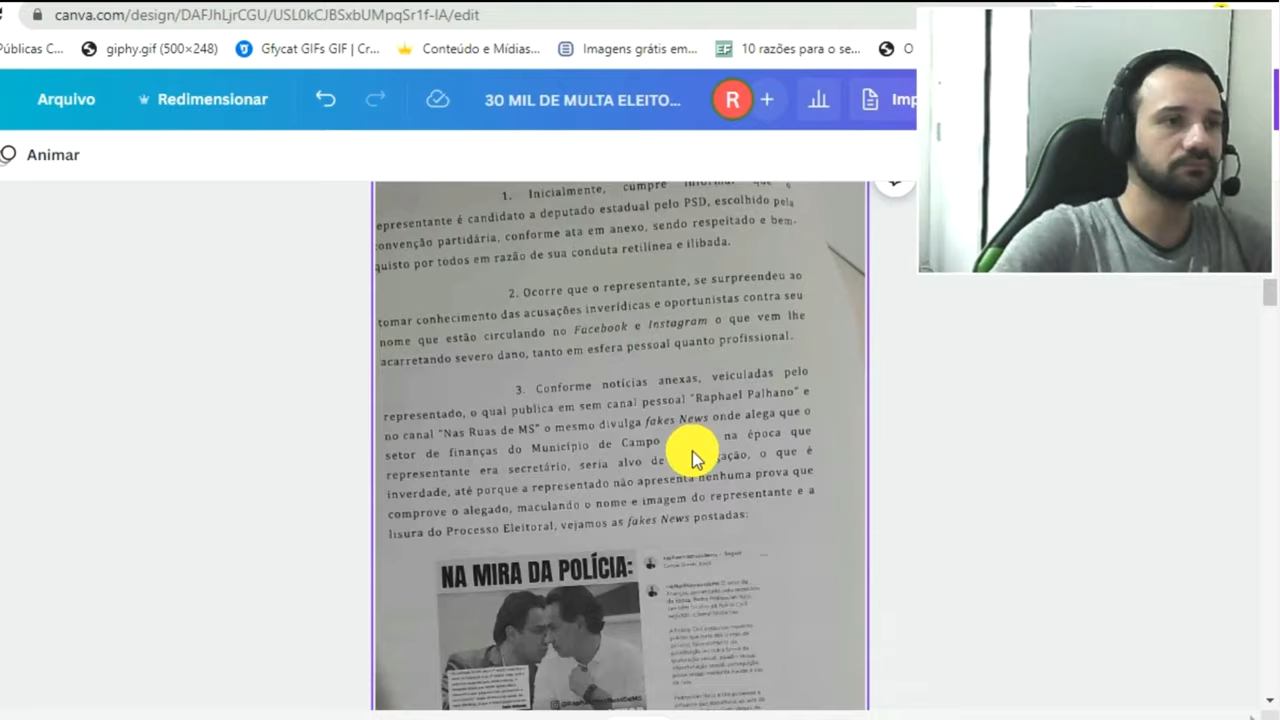 canva.com/design/DAFJhLjrCGU/USL0kCJBSxbUMpqSr1f-IA/edit
Públicas C... giphy.gif (500×248) Gfycat GIFs GIF | Cr... Conteúdo e Mídias... Imagens grátis em... 10 razões para o se... O
Arquivo Redimensionar 30 MIL DE MULTA ELEITO... R + Imp
Animar
1. Inicialmente, cumpre informar que
epresentante é candidato a deputado estadual pelo PSD, escolhido pela
convenção partidária, conforme ata em anexo, sendo respeitado e bem-
quisto por todos em razão de sua conduta retilínea e ilibada.
2. Ocorre que o representante, se surpreendeu ao
tomar conhecimento das acusações inverídicas e oportunistas contra seu
nome que estão circulando no Facebook e Instagram o que vem lhe
acarretando severo dano, tanto em esfera pessoal quanto profissional.
3. Conforme notícias anexas, veiculadas pelo
representado, o qual publica em sem canal pessoal "Raphael Palhano" e
no canal "Nas Ruas de MS" o mesmo divulga fakes News onde alega que o
setor de finanças do Município de Campo na época que
representante era secretário, seria alvo de gação, o que é
inverdade, até porque a representado não apresenta nenhuma prova que
comprove o alegado, maculando o nome e imagem do representante e a
lisura do Processo Eleitoral, vejamos as fakes News postadas:
NA MIRA DA POLÍCIA: